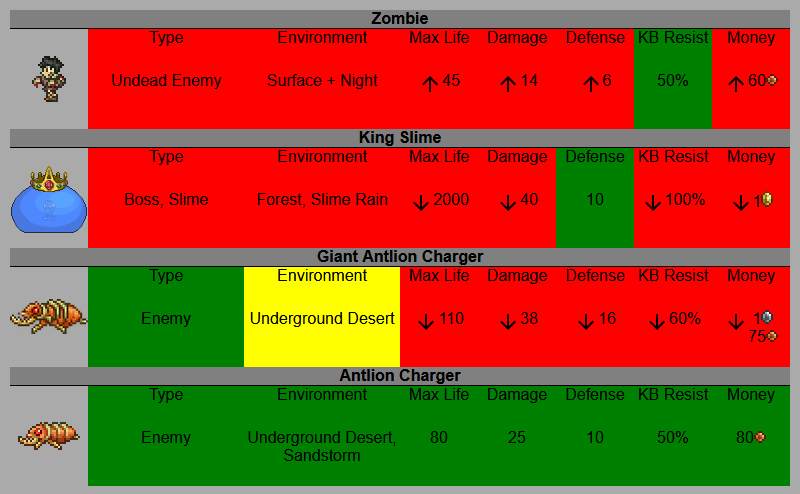 Zombie
Type Environment Max Life Damage Defense KB Resist Money
Undead Enemy Surface + Night ↑ 45 ↑ 14 ↑ 6 50% ↑ 60
King Slime
Type Environment Max Life Damage Defense KB Resist Money
Boss, Slime Forest, Slime Rain ↓ 2000 ↓ 40 10 ↓ 100% ↓ 1
Giant Antlion Charger
Type Environment Max Life Damage Defense KB Resist Money
Enemy Underground Desert ↓ 110 ↓ 38 ↓ 16 ↓ 60% ↓ 1
75
Antlion Charger
Type Environment Max Life Damage Defense KB Resist Money
Enemy Underground Desert, 80 25 10 50% 80
Sandstorm